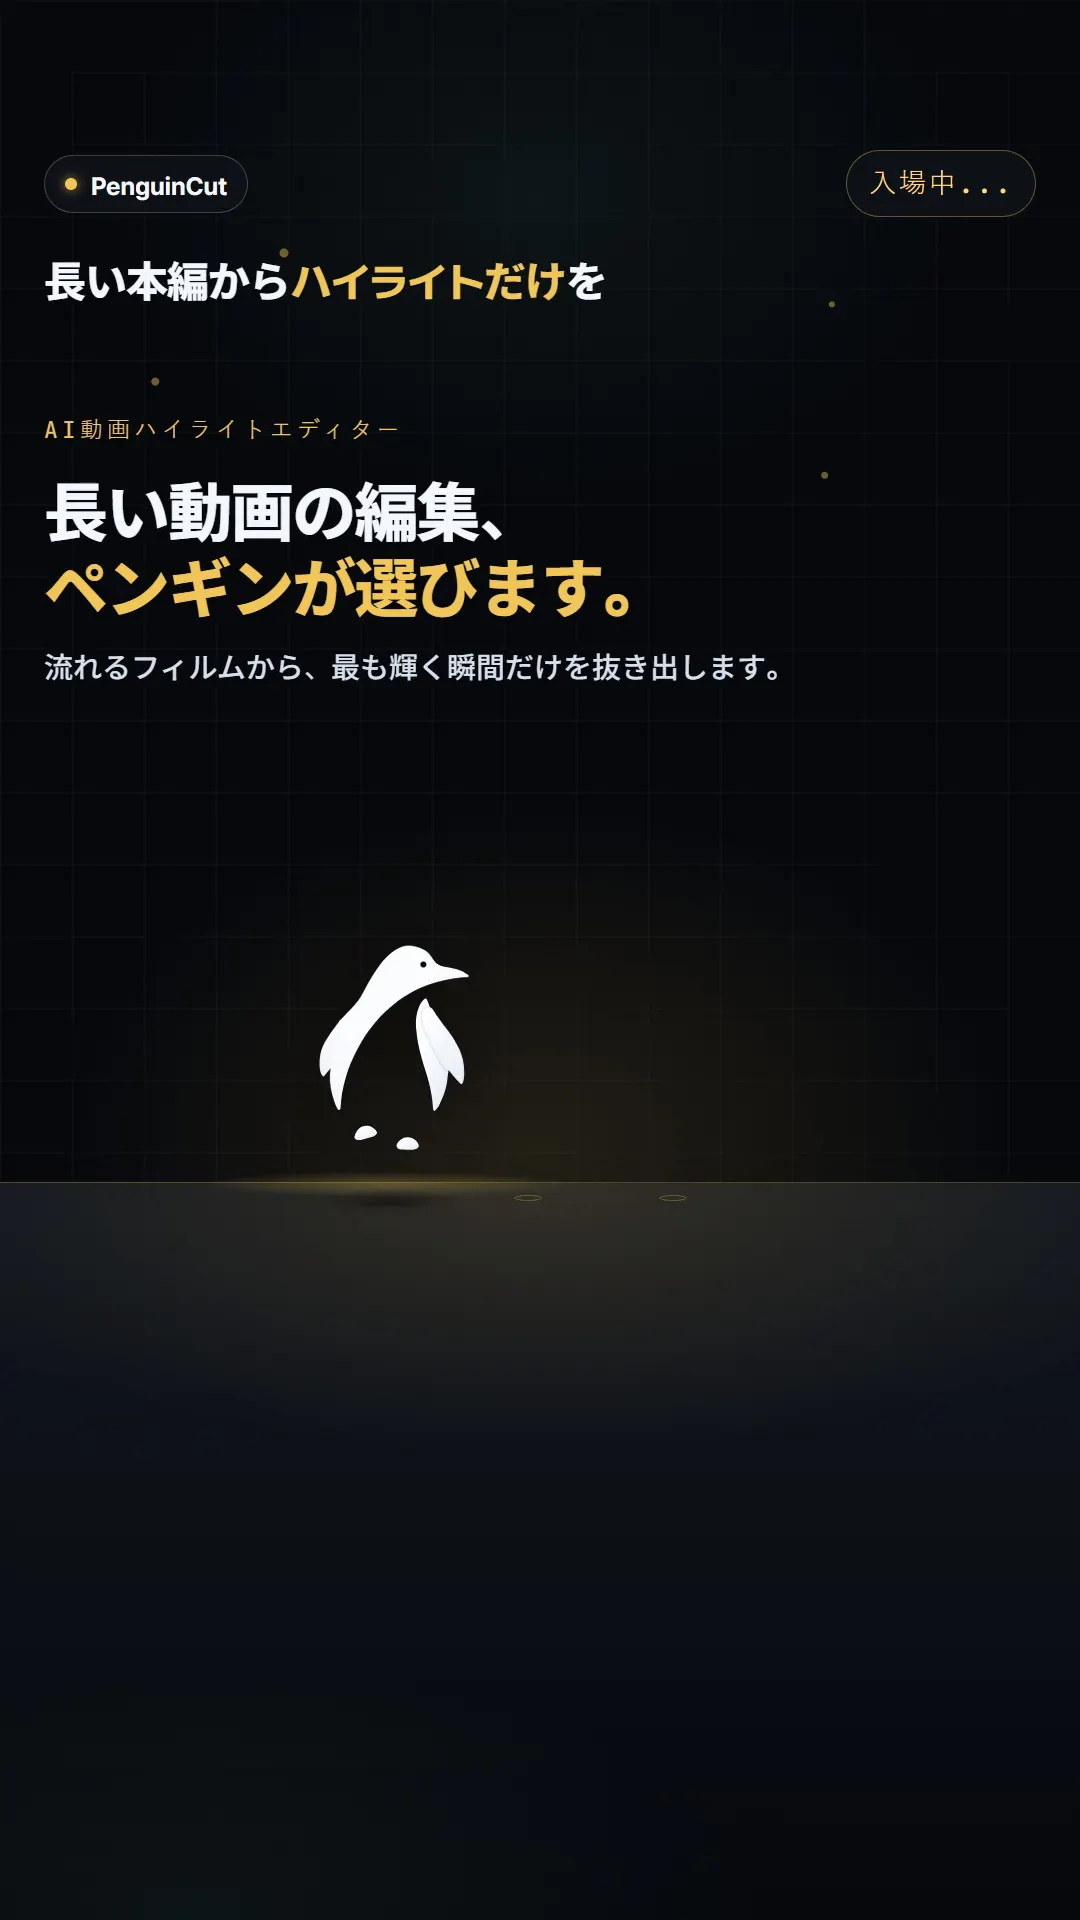 PenguinCut
入場中...
長い本編からハイライトだけを
AI動画ハイライトエディター
長い動画の編集、
ペンギンが選びます。
流れるフィルムから、最も輝く瞬間だけを抜き出します。